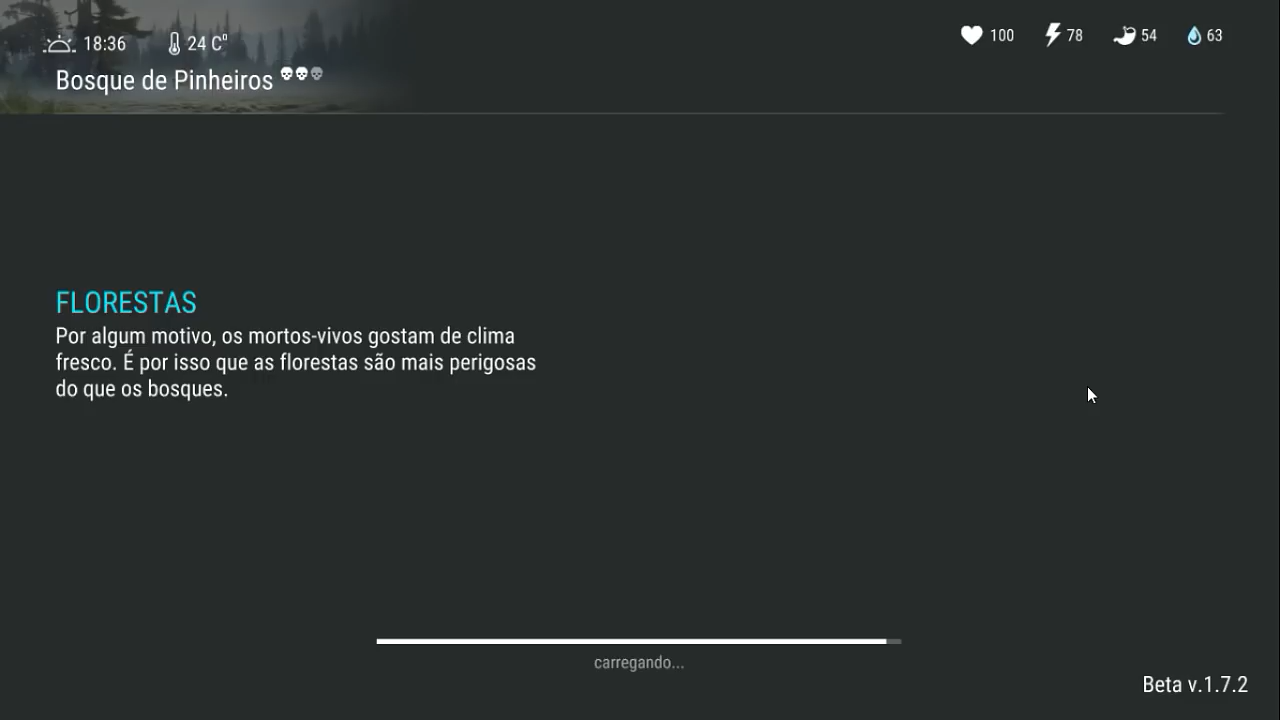 18:36 24 Cº
100 78 54 63
Bosque de Pinheiros
FLORESTAS
Por algum motivo, os mortos-vivos gostam de clima
fresco. É por isso que as florestas são mais perigosas
do que os bosques.
carregando...
Beta v.1.7.2